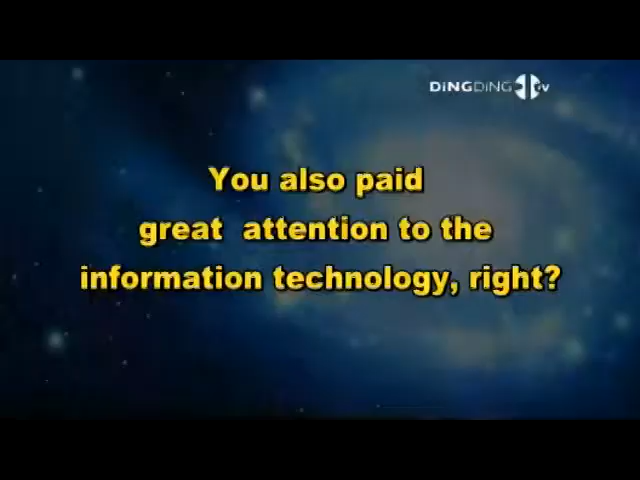 DiNGDiNG TV
You also paid
great attention to the
information technology, right?